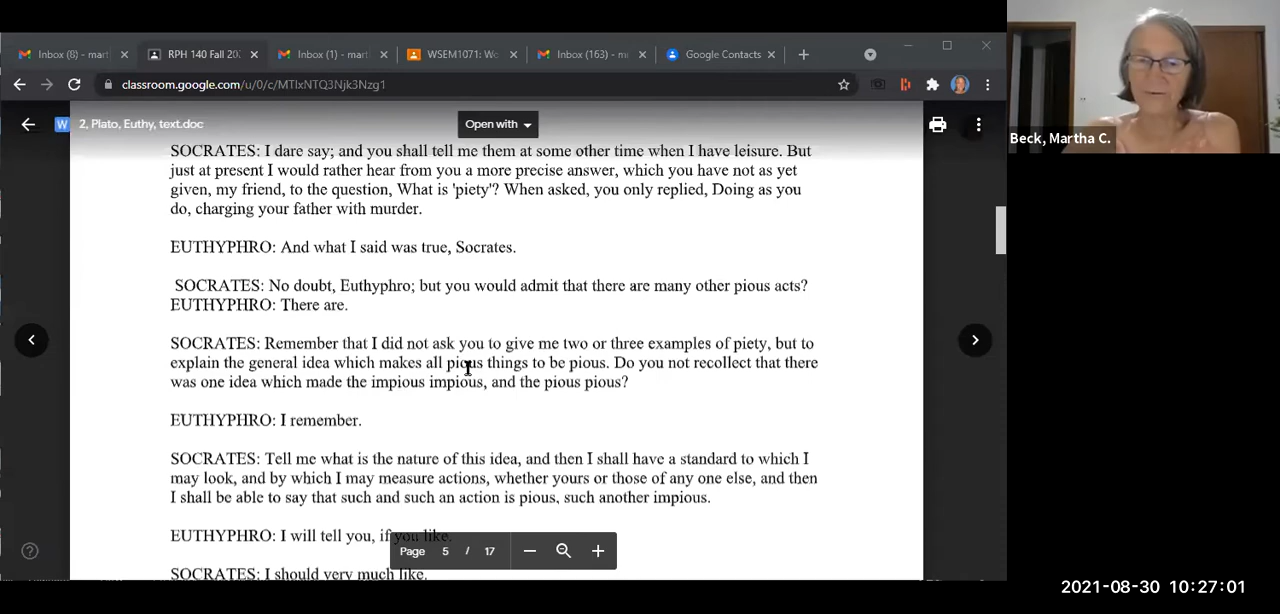 Inbox (8) - mart
RPH 140 Fall 20
Inbox (1) - mart
WSEM1071: Wo
Inbox (163) - m
Google Contacts
classroom.google.com/u/0/c/MTIxNTQ3Njk3Nzg1
W 2, Plato, Euthy, text.doc
Open with
Beck, Martha C.
SOCRATES: I dare say; and you shall tell me them at some other time when I have leisure. But
just at present I would rather hear from you a more precise answer, which you have not as yet
given, my friend, to the question, What is 'piety'? When asked, you only replied, Doing as you
do, charging your father with murder.
EUTHYPHRO: And what I said was true, Socrates.
SOCRATES: No doubt, Euthyphro; but you would admit that there are many other pious acts?
EUTHYPHRO: There are.
SOCRATES: Remember that I did not ask you to give me two or three examples of piety, but to
explain the general idea which makes all pious things to be pious. Do you not recollect that there
was one idea which made the impious impious, and the pious pious?
EUTHYPHRO: I remember.
SOCRATES: Tell me what is the nature of this idea, and then I shall have a standard to which I
may look, and by which I may measure actions, whether yours or those of any one else, and then
I shall be able to say that such and such an action is pious, such another impious.
EUTHYPHRO: I will tell you, if you like.
Page 5 / 17
SOCRATES: I should very much like.
2021-08-30 10:27:01